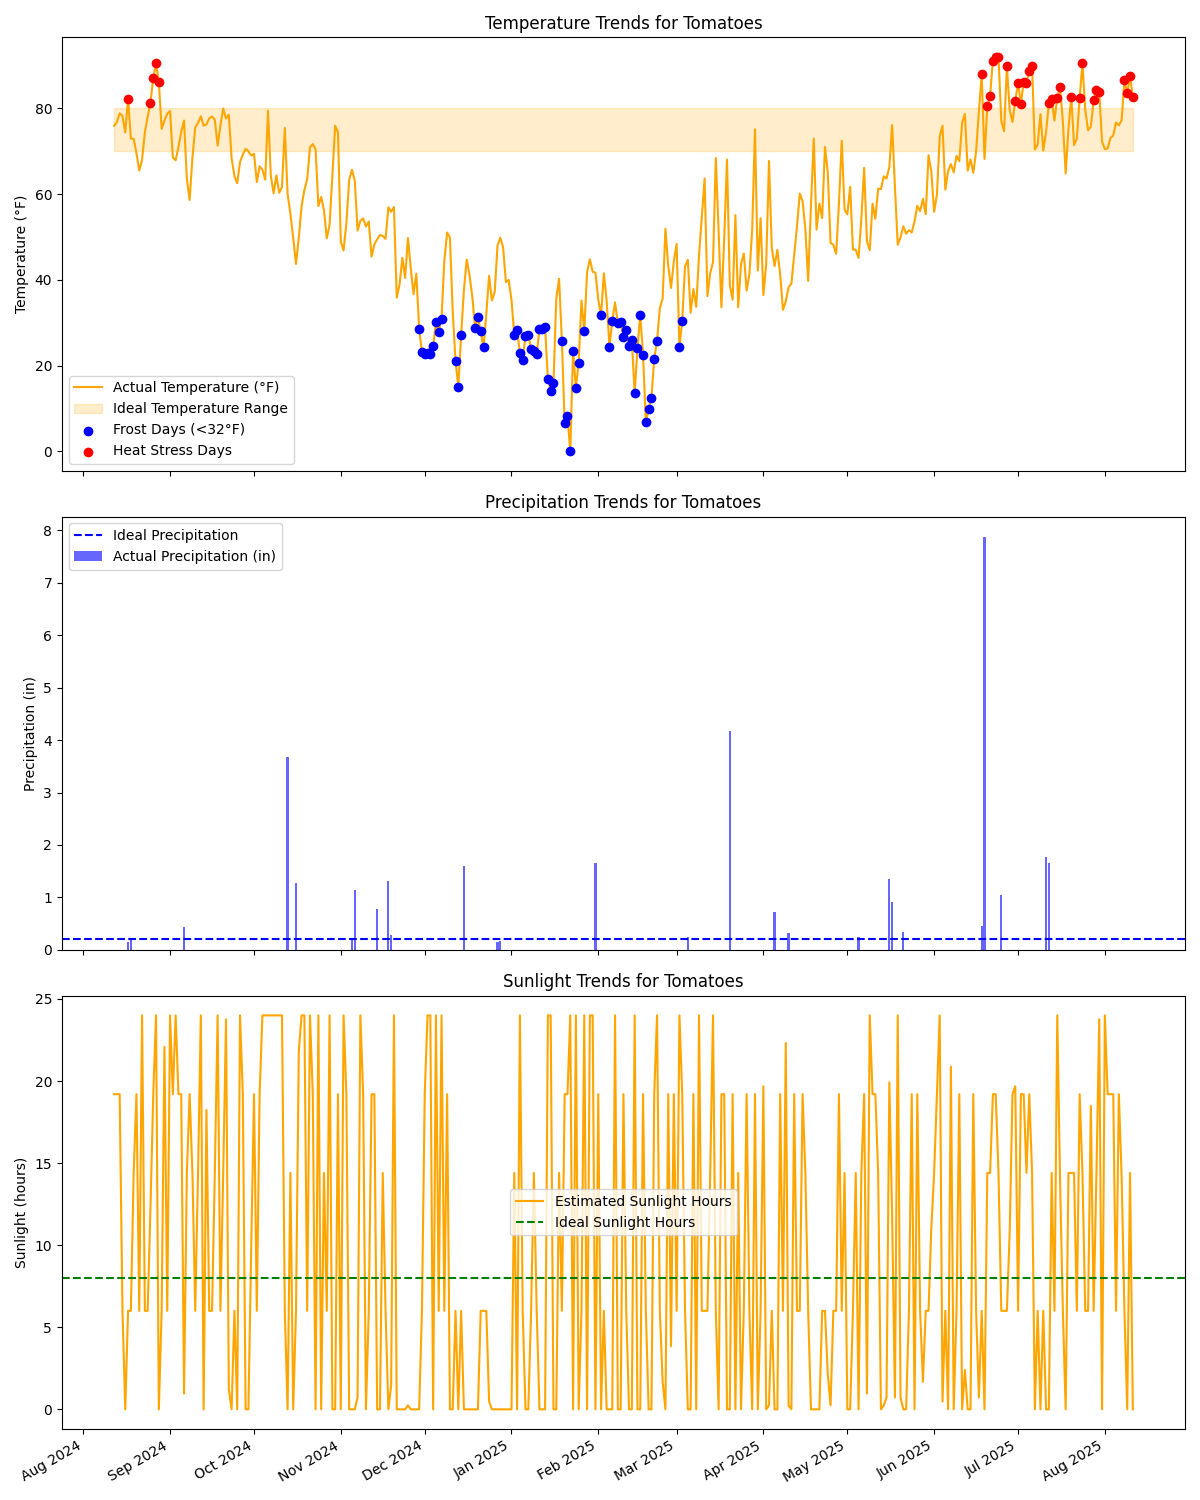 Temperature Trends for Tomatoes
Temperature (°F)
80
60
40
20
0
Actual Temperature (°F)
Ideal Temperature Range
Frost Days (<32°F)
Heat Stress Days
Precipitation Trends for Tomatoes
Precipitation (in)
8
7
6
5
4
3
2
1
0
Ideal Precipitation
Actual Precipitation (in)
Sunlight Trends for Tomatoes
Sunlight (hours)
25
20
15
10
5
0
Estimated Sunlight Hours
Ideal Sunlight Hours
Aug 2024
Sep 2024
Oct 2024
Nov 2024
Dec 2024
Jan 2025
Feb 2025
Mar 2025
Apr 2025
May 2025
Jun 2025
Jul 2025
Aug 2025